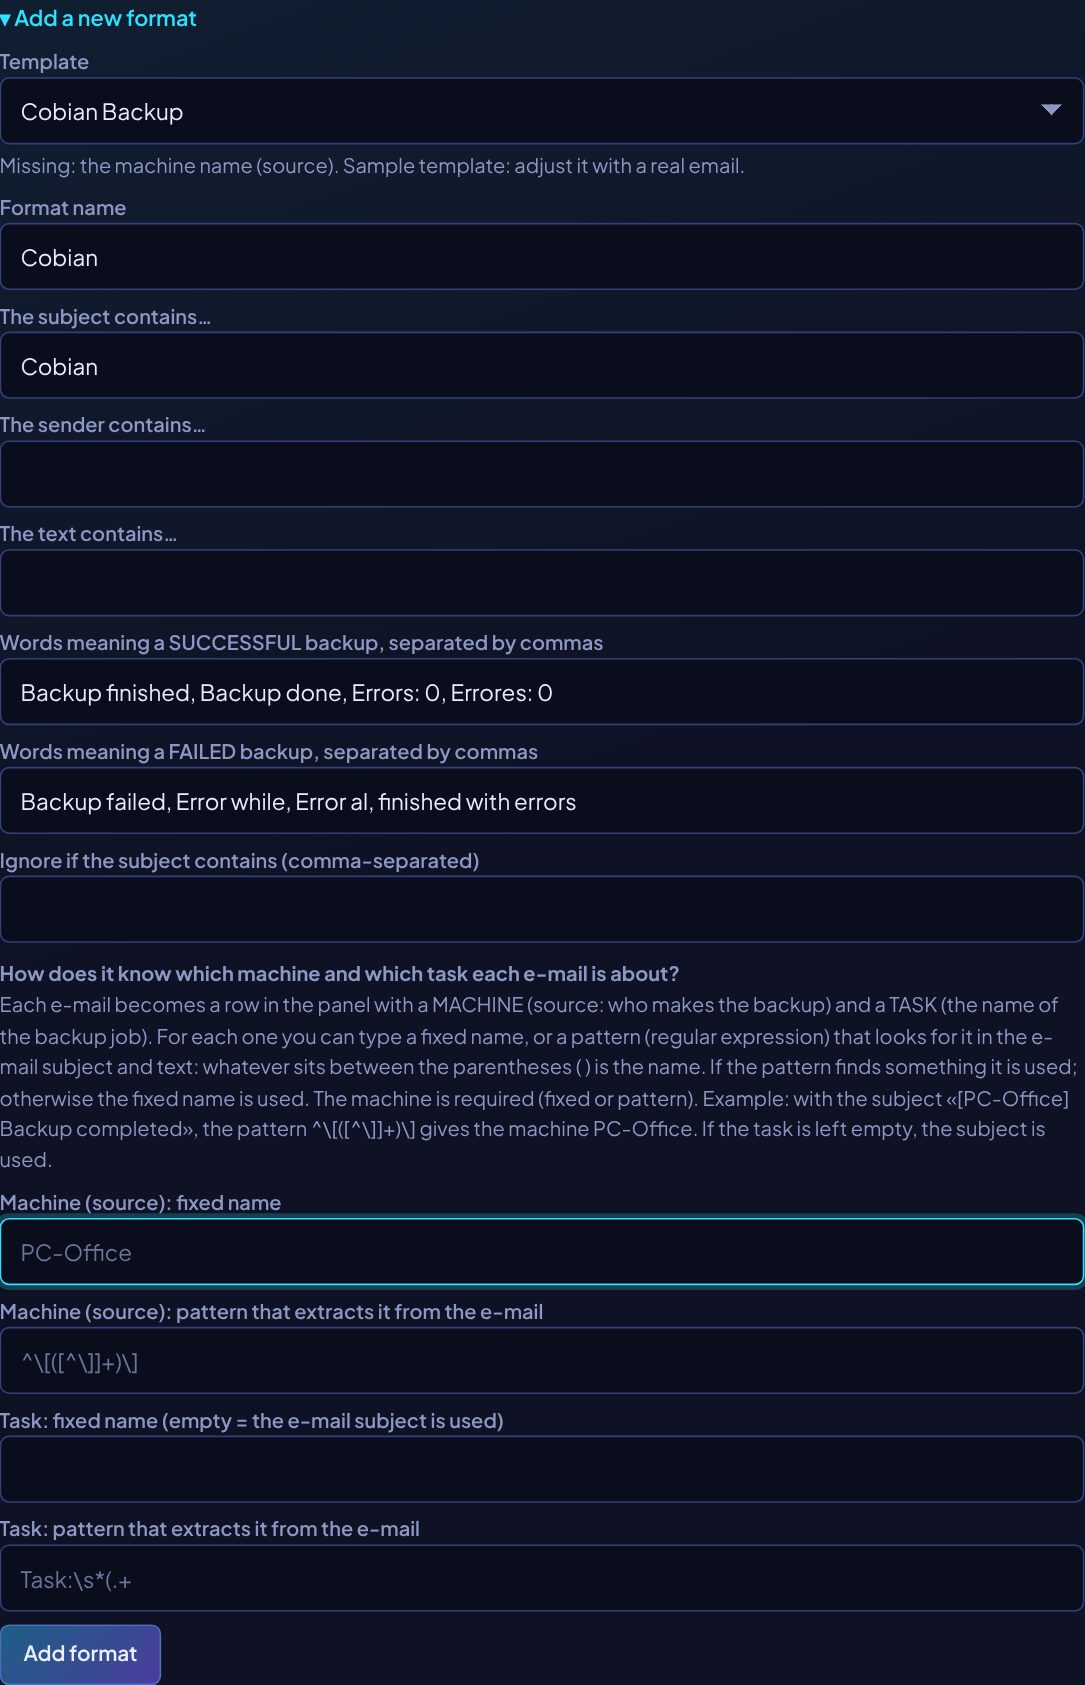 ▾ Add a new format
Template
Cobian Backup
Missing: the machine name (source). Sample template: adjust it with a real email.
Format name
Cobian
The subject contains…
Cobian
The sender contains…
The text contains…
Words meaning a SUCCESSFUL backup, separated by commas
Backup finished, Backup done, Errors: 0, Errores: 0
Words meaning a FAILED backup, separated by commas
Backup failed, Error while, Error al, finished with errors
Ignore if the subject contains (comma-separated)
How does it know which machine and which task each e-mail is about?
Each e-mail becomes a row in the panel with a MACHINE (source: who makes the backup) and a TASK (the name of
the backup job). For each one you can type a fixed name, or a pattern (regular expression) that looks for it in the e-
mail subject and text: whatever sits between the parentheses ( ) is the name. If the pattern finds something it is used;
otherwise the fixed name is used. The machine is required (fixed or pattern). Example: with the subject «[PC-Office]
Backup completed», the pattern ^\[([^\]]+)\] gives the machine PC-Office. If the task is left empty, the subject is
used.
Machine (source): fixed name
PC-Office
Machine (source): pattern that extracts it from the e-mail
^\[([^\]]+)\]
Task: fixed name (empty = the e-mail subject is used)
Task: pattern that extracts it from the e-mail
Task:\s*(.+
Add format